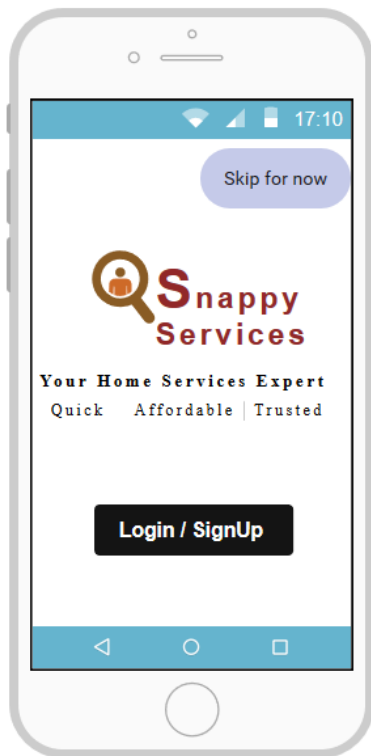 17:10
Skip for now
Snappy
Services
Your Home Services Expert
Quick Affordable | Trusted
Login / SignUp